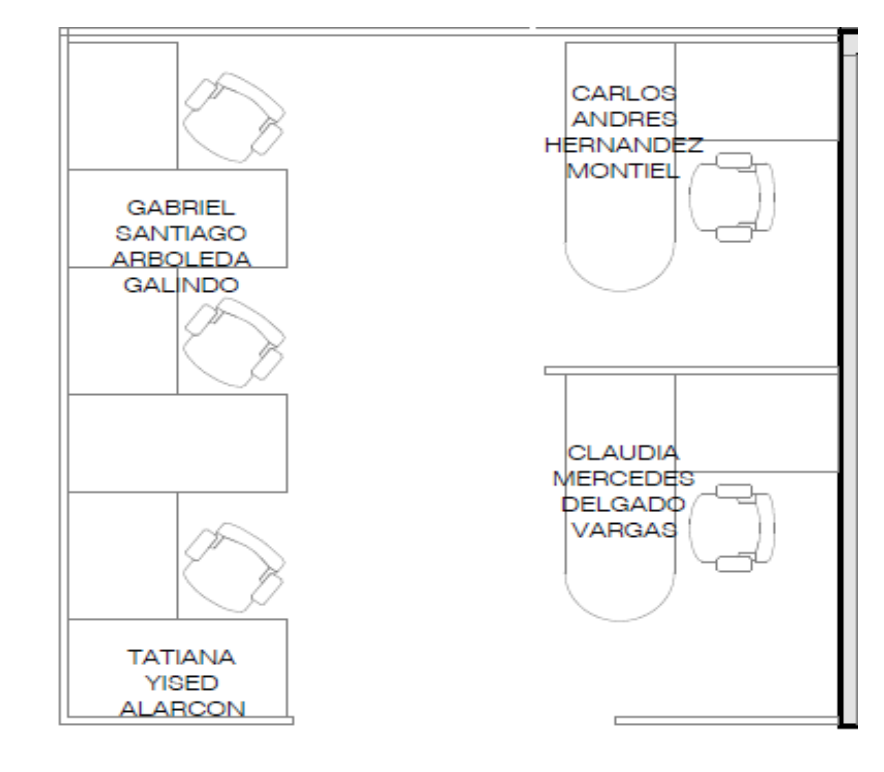 CARLOS
ANDRES
HERNANDEZ
MONTIEL
GABRIEL
SANTIAGO
ARBOLEDA
GALINDO
CLAUDIA
MERCEDES
DELGADO
VARGAS
TATIANA
YISED
ALARCON